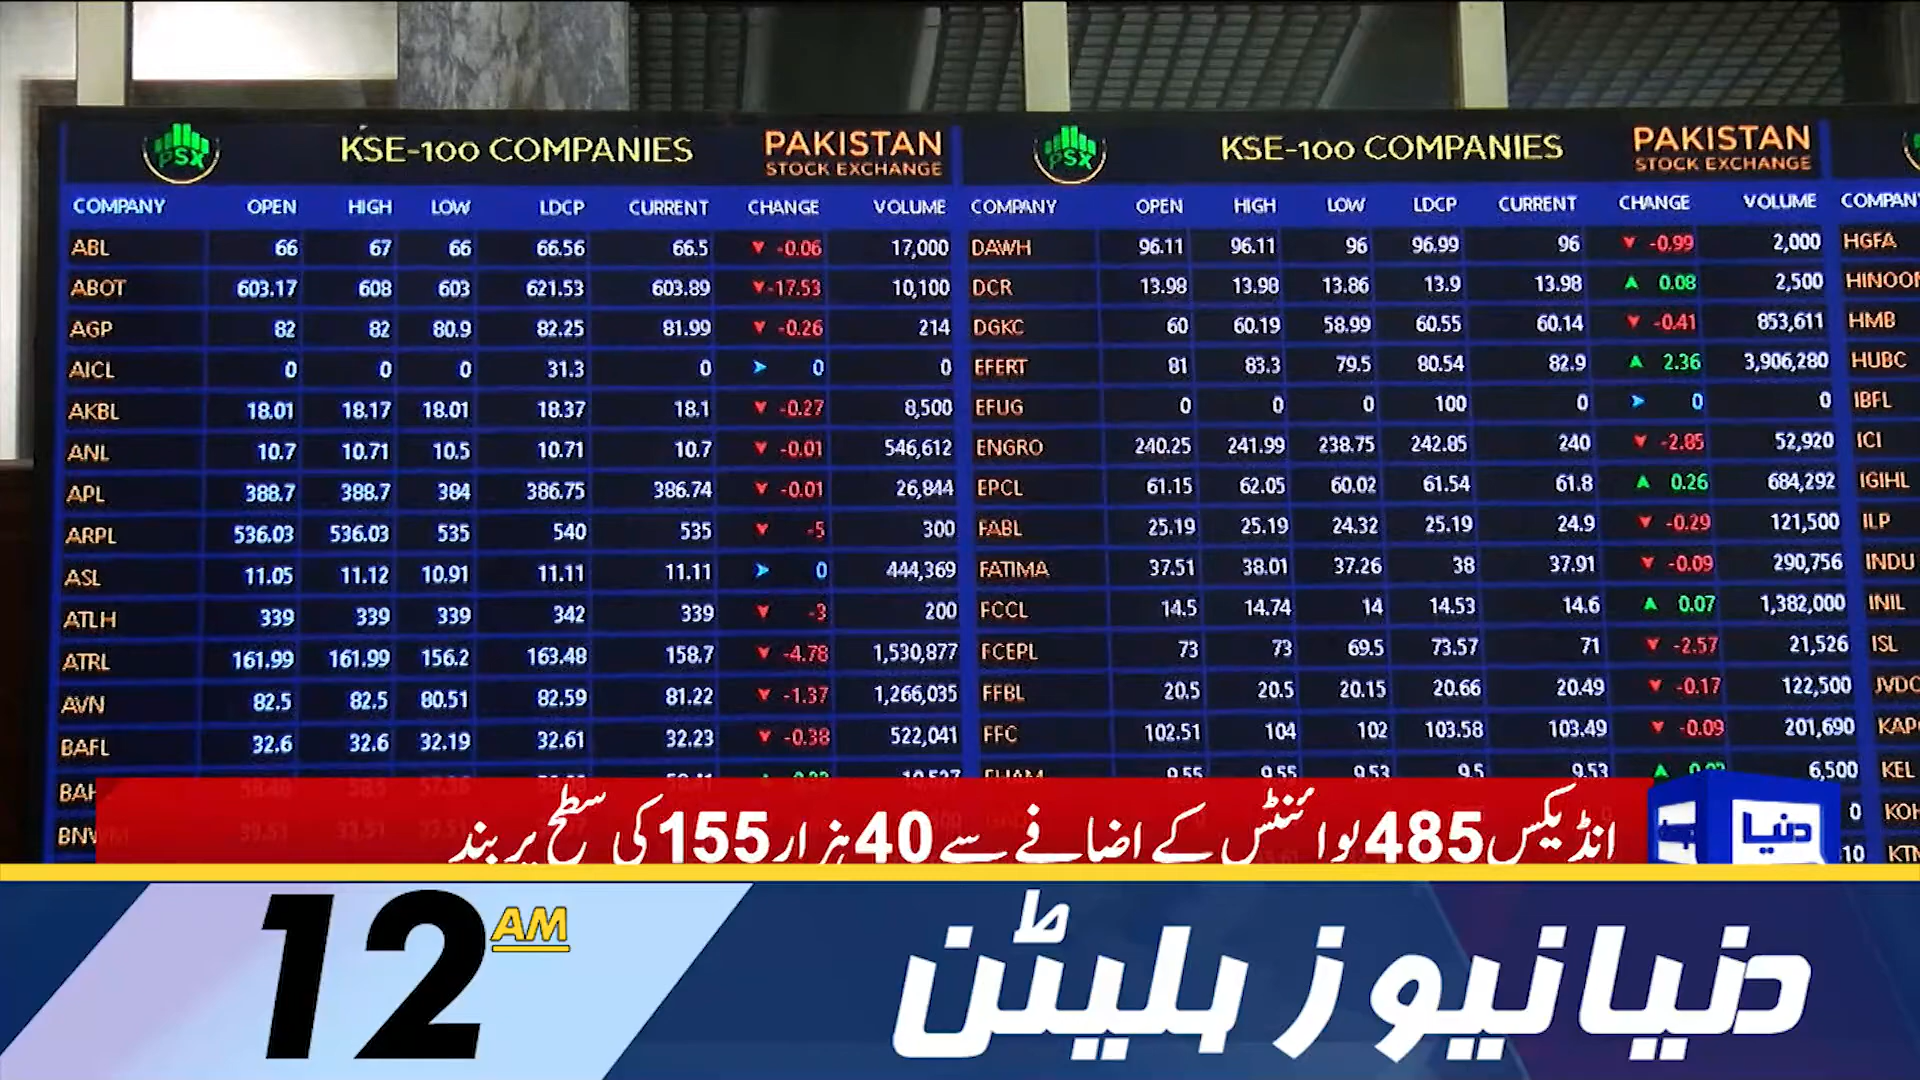 PSX KSE-100 COMPANIES PAKISTAN STOCK EXCHANGE
COMPANY OPEN HIGH LOW LDCP CURRENT CHANGE VOLUME
ABL 66 67 66 66.56 66.5 -0.06 17,000
ABOT 603.17 608 603 621.53 603.89 -17.53 10,100
AGP 82 82 80.9 82.25 81.99 -0.26 214
AICL 0 0 0 31.3 0 0 0
AKBL 18.01 18.17 18.01 18.37 18.1 -0.27 8,500
ANL 10.7 10.71 10.5 10.71 10.7 -0.01 546,612
APL 388.7 388.7 384 386.75 386.74 -0.01 26,844
ARPL 536.03 536.03 535 540 535 -5 300
ASL 11.05 11.12 10.91 11.11 11.11 0 444,369
ATLH 339 339 339 342 339 -3 200
ATRL 161.99 161.99 156.2 163.48 158.7 -4.78 1,530,877
AVN 82.5 82.5 80.51 82.59 81.22 -1.37 1,266,035
BAFL 32.6 32.6 32.19 32.61 32.23 -0.38 522,041
PSX KSE-100 COMPANIES PAKISTAN STOCK EXCHANGE
COMPANY OPEN HIGH LOW LDCP CURRENT CHANGE VOLUME
DAWH 96.11 96.11 96 96.99 96 -0.99 2,000
DCR 13.98 13.98 13.86 13.9 13.98 0.08 2,500
DGKC 60 60.19 58.99 60.55 60.14 -0.41 853,611
EFERT 81 83.3 79.5 80.54 82.9 2.36 3,906,280
EFUG 0 0 0 100 0 0 0
ENGRO 240.25 241.99 238.75 242.85 240 -2.85 52,920
EPCL 61.15 62.05 60.02 61.54 61.8 0.26 684,292
FABL 25.19 25.19 24.32 25.19 24.9 -0.29 121,500
FATIMA 37.51 38.01 37.26 38 37.91 -0.09 290,756
FCCL 14.5 14.74 14 14.53 14.6 0.07 1,382,000
FCEPL 73 73 69.5 73.57 71 -2.57 21,526
FFBL 20.5 20.5 20.15 20.66 20.49 -0.17 122,500
FFC 102.51 104 102 103.58 103.49 -0.09 201,690
9.55 9.55 9.53 9.5 9.53 6,500
HGFA
HMB
HUBC
IBFL
ICI
IGIHL
ILP
INDU
INIL
ISL
KEL
انڈیکس 485 پوائنٹس کے اضافے سے 40 ہزار 155 کی سطح پر بند
دنیا
12 AM
دنیا نیوز بلیٹن